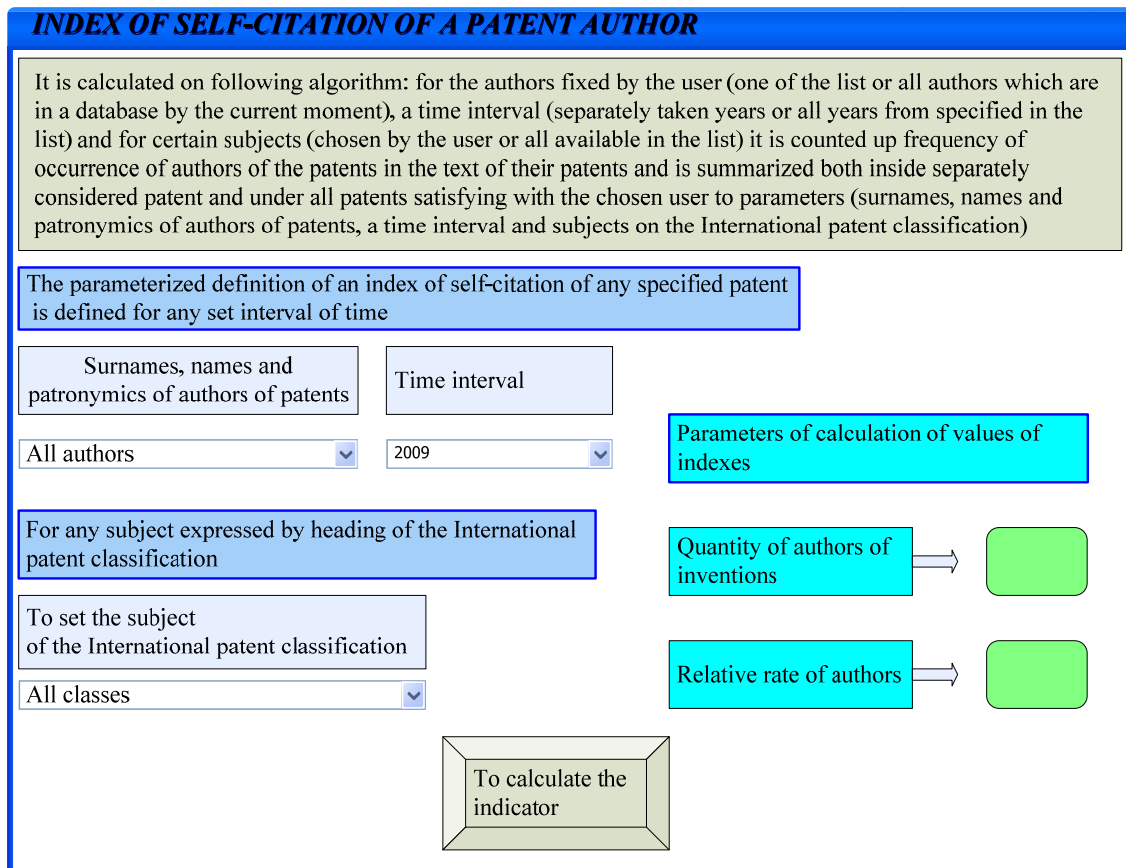 INDEX OF SELF-CITATION OF A PATENT AUTHOR
It is calculated on following algorithm: for the authors fixed by the user (one of the list or all authors which are
in a database by the current moment), a time interval (separately taken years or all years from specified in the
list) and for certain subjects (chosen by the user or all available in the list) it is counted up frequency of
occurrence of authors of the patents in the text of their patents and is summarized both inside separately
considered patent and under all patents satisfying with the chosen user to parameters (surnames, names and
patronymics of authors of patents, a time interval and subjects on the International patent classification)
The parameterized definition of an index of self-citation of any specified patent
is defined for any set interval of time
Surnames, names and
patronymics of authors of patents
Time interval
All authors
2009
Parameters of calculation of values of
indexes
For any subject expressed by heading of the International
patent classification
Quantity of authors of
inventions
To set the subject
of the International patent classification
Relative rate of authors
All classes
To calculate the
indicator